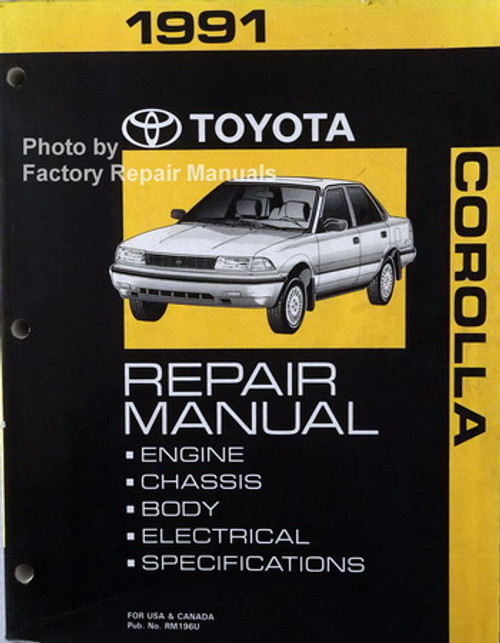 1991
TOYOTA
Photo by
Factory Repair Manuals
COROLLA
REPAIR
MANUAL
▪ ENGINE
▪ CHASSIS
▪ BODY
▪ ELECTRICAL
▪ SPECIFICATIONS
FOR USA & CANADA
Pub. No. RM196U